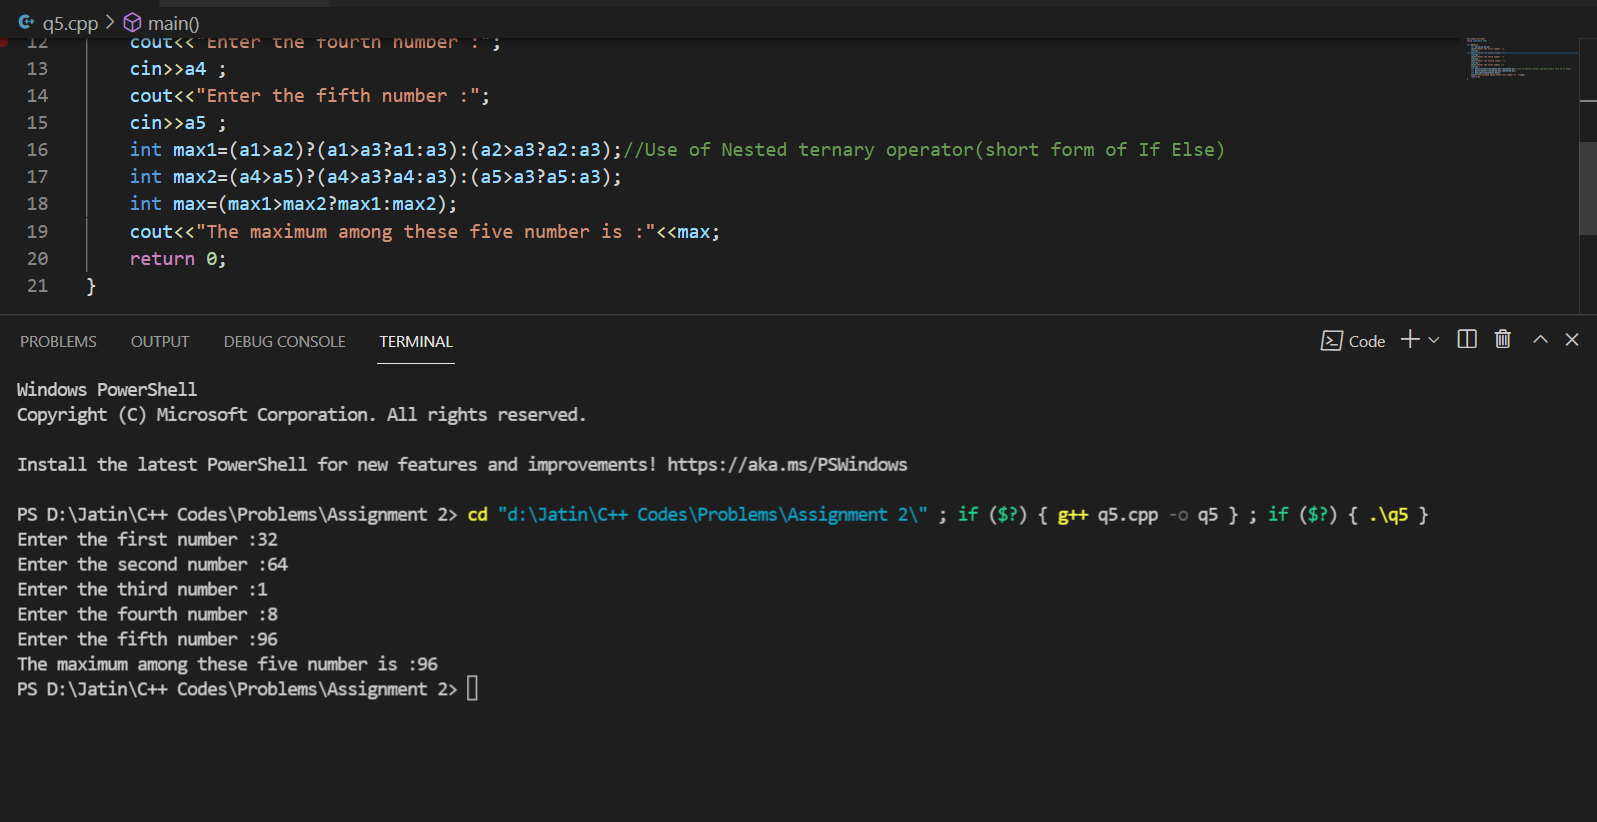 q5.cpp > main()
12 cout<<"Enter the fourth number :";
13 cin>>a4 ;
14 cout<<"Enter the fifth number :";
15 cin>>a5 ;
16 int max1=(a1>a2)?(a1>a3?a1:a3):(a2>a3?a2:a3);//Use of Nested ternary operator(short form of If Else)
17 int max2=(a4>a5)?(a4>a3?a4:a3):(a5>a3?a5:a3);
18 int max=(max1>max2?max1:max2);
19 cout<<"The maximum among these five number is :"<<max;
20 return 0;
21 }
PROBLEMS OUTPUT DEBUG CONSOLE TERMINAL Code
Windows PowerShell
Copyright (C) Microsoft Corporation. All rights reserved.
Install the latest PowerShell for new features and improvements! https://aka.ms/PSWindows
PS D:\Jatin\C++ Codes\Problems\Assignment 2> cd "d:\Jatin\C++ Codes\Problems\Assignment 2\" ; if ($?) { g++ q5.cpp -o q5 } ; if ($?) { .\q5 }
Enter the first number :32
Enter the second number :64
Enter the third number :1
Enter the fourth number :8
Enter the fifth number :96
The maximum among these five number is :96
PS D:\Jatin\C++ Codes\Problems\Assignment 2>